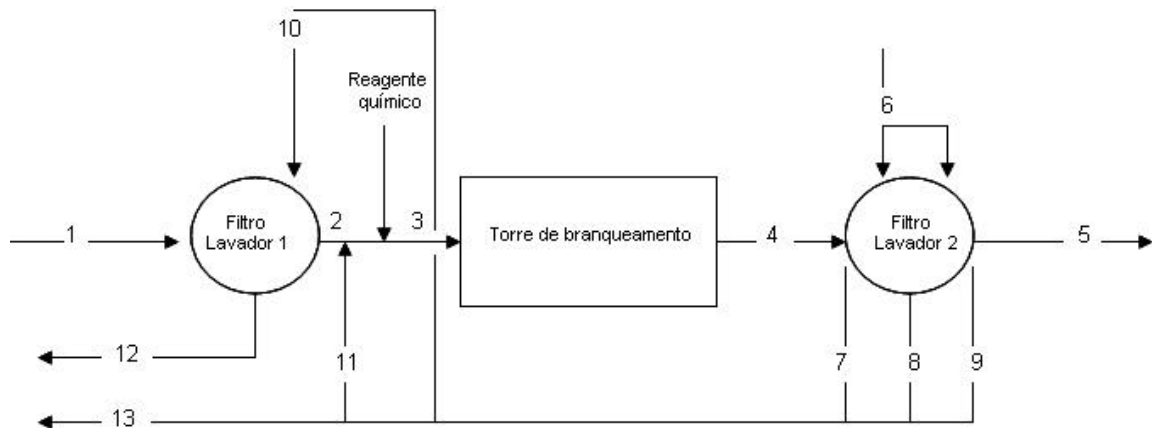 10
Reagente
químico
6
Filtro
Lavador 1
1
2
3
Torre de branqueamento
4
Filtro
Lavador 2
5
12
11
7
8
9
13